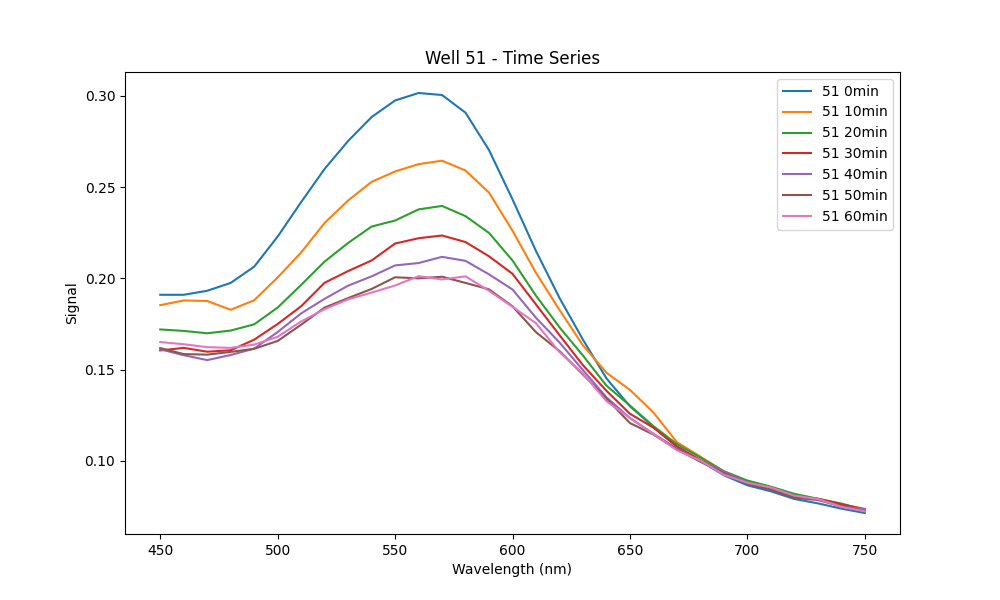 Well 51 - Time Series
51 0min
51 10min
51 20min
51 30min
51 40min
51 50min
51 60min
Signal
0.30
0.25
0.20
0.15
0.10
450 500 550 600 650 700 750
Wavelength (nm)